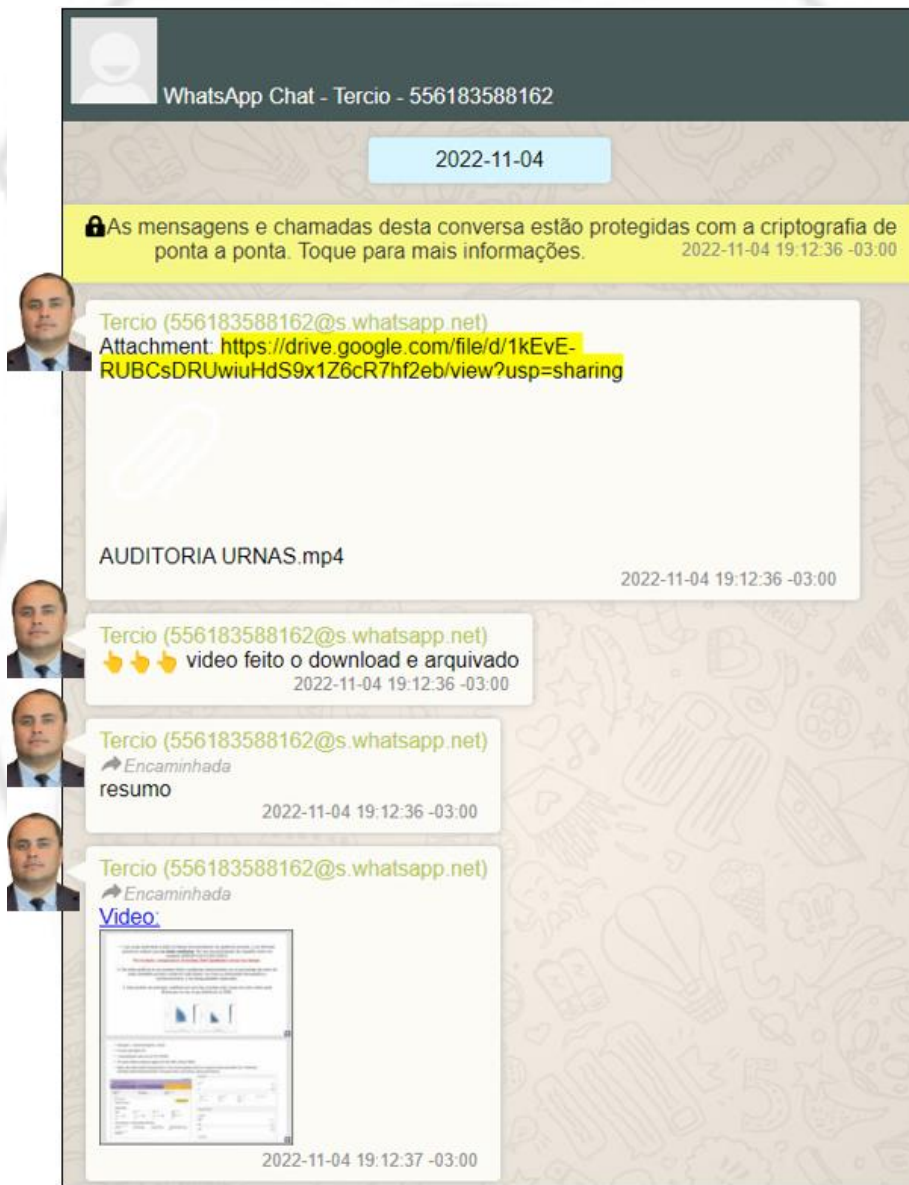 WhatsApp Chat - Tercio - 556183588162
2022-11-04
As mensagens e chamadas desta conversa estão protegidas com a criptografia de
ponta a ponta. Toque para mais informações.
2022-11-04 19:12:36 -03:00
Tercio (556183588162@s.whatsapp.net)
Attachment: https://drive.google.com/file/d/1kEvE-
RUBCsDRUwiuHdS9x1Z6cR7hf2eb/view?usp=sharing
AUDITORIA URNAS.mp4
2022-11-04 19:12:36 -03:00
Tercio (556183588162@s.whatsapp.net)
👆👆👆 video feito o download e arquivado
2022-11-04 19:12:36 -03:00
Tercio (556183588162@s.whatsapp.net)
Encaminhada
resumo
2022-11-04 19:12:36 -03:00
Tercio (556183588162@s.whatsapp.net)
Encaminhada
Video:
2022-11-04 19:12:37 -03:00